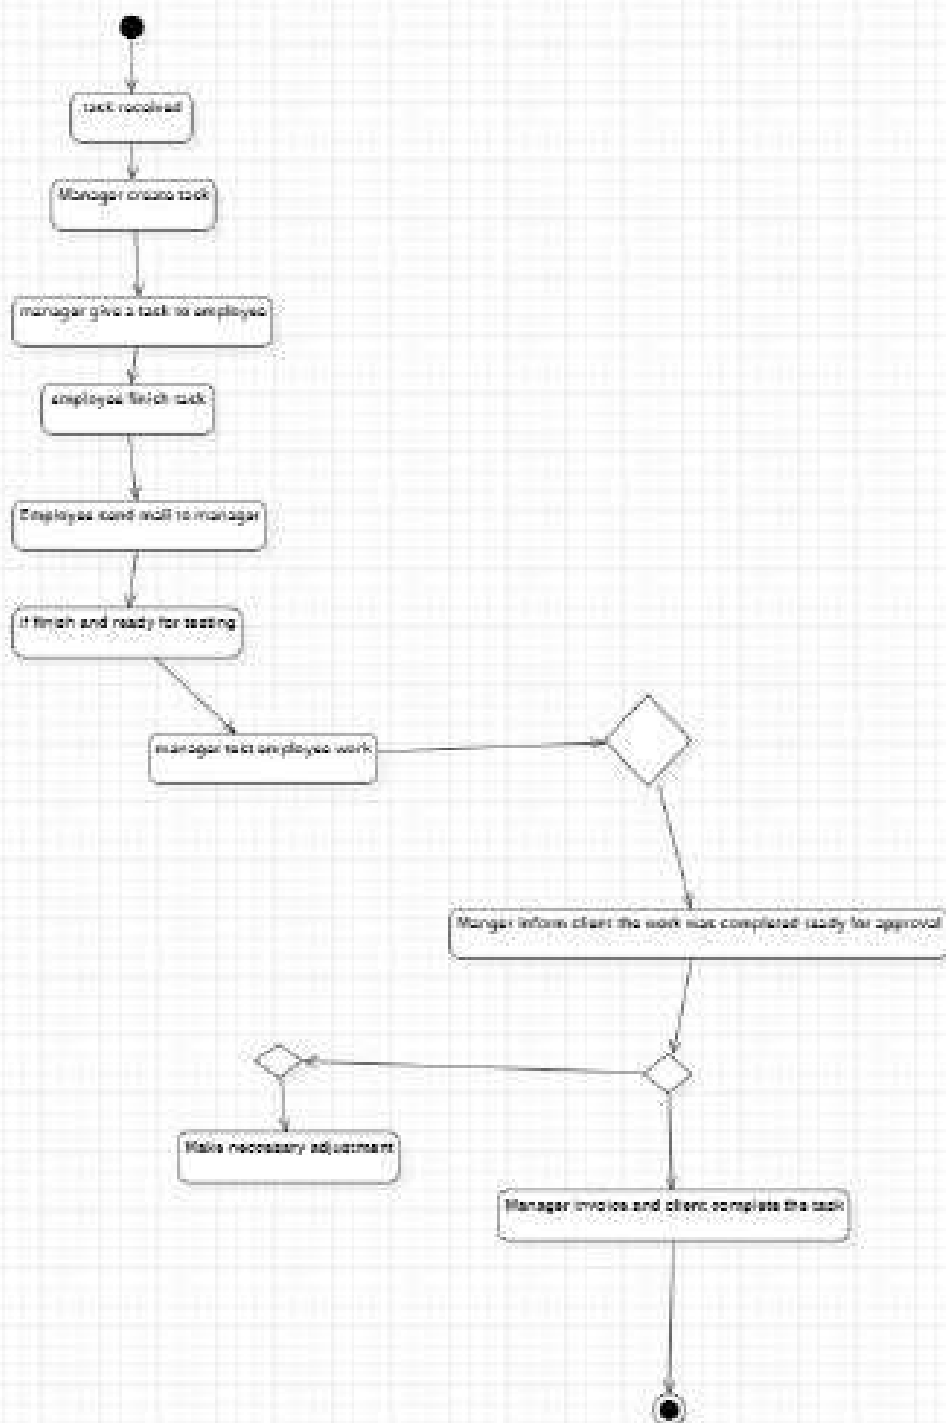 task received
Manager create task
manager give a task to employee
employee finish task
Employee send mail to manager
if finish and ready for testing
manager test employee work
Manger inform client the work was completed ready for approval
Make neccesary adjustment
Manager invoice and client complete the task